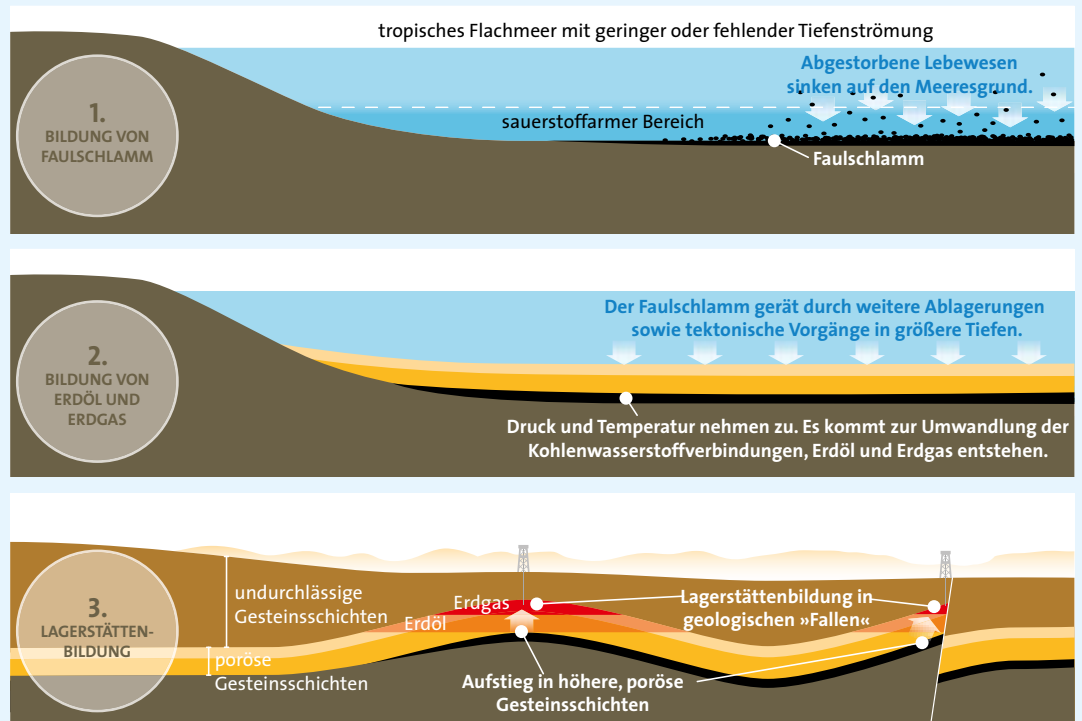 tropisches Flachmeer mit geringer oder fehlender Tiefenströmung
Abgestorbene Lebewesen
sinken auf den Meeresgrund.
1.
BILDUNG VON
FAULSCHLAMM
sauerstoffarmer Bereich
Faulschlamm
Der Faulschlamm gerät durch weitere Ablagerungen
sowie tektonische Vorgänge in größere Tiefen.
2.
BILDUNG VON
ERDÖL UND
ERDGAS
Druck und Temperatur nehmen zu. Es kommt zur Umwandlung der
Kohlenwasserstoffverbindungen, Erdöl und Erdgas entstehen.
3.
LAGERSTÄTTEN-
BILDUNG
undurchlässige
Gesteinsschichten
poröse
Gesteinsschichten
Erdgas
Erdöl
Lagerstättenbildung in
geologischen »Fallen«
Aufstieg in höhere, poröse
Gesteinsschichten